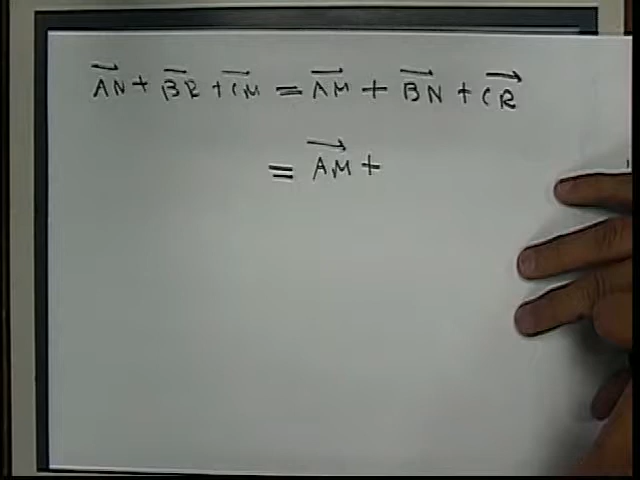 AN + BR + CM = AM + BN + CR
= AM +